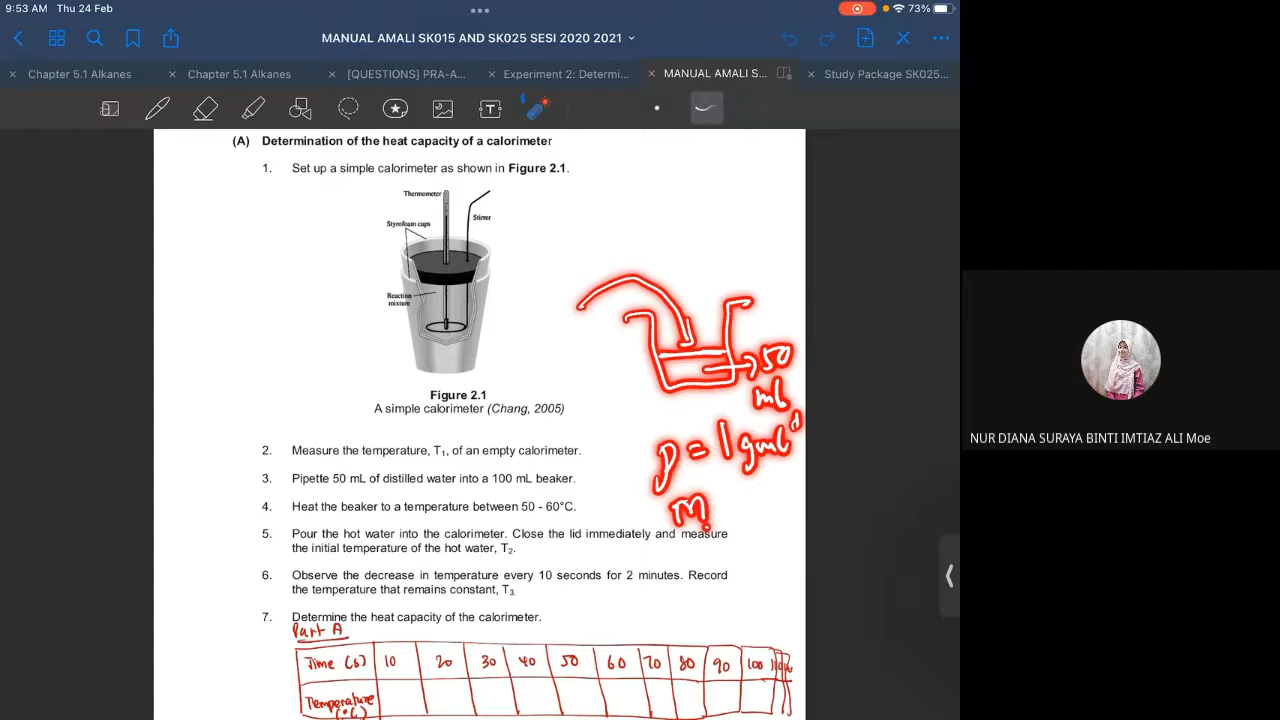 9:53 AM Thu 24 Feb
73%
MANUAL AMALI SK015 AND SK025 SESI 2020 2021
Chapter 5.1 Alkanes
Chapter 5.1 Alkanes
[QUESTIONS] PRA-A...
Experiment 2: Determi...
MANUAL AMALI S...
Study Package SK025...
(A) Determination of the heat capacity of a calorimeter
1. Set up a simple calorimeter as shown in Figure 2.1.
Thermometer
Styrofoam cups
Stirrer
Reaction
mixture
50
mL
Figure 2.1
A simple calorimeter (Chang, 2005)
ρ = 1 gmL⁻¹
m
2. Measure the temperature, T₁, of an empty calorimeter.
3. Pipette 50 mL of distilled water into a 100 mL beaker.
4. Heat the beaker to a temperature between 50 - 60°C.
5. Pour the hot water into the calorimeter. Close the lid immediately and measure
the initial temperature of the hot water, T₂.
6. Observe the decrease in temperature every 10 seconds for 2 minutes. Record
the temperature that remains constant, T₃.
7. Determine the heat capacity of the calorimeter.
Part A
Time (s) 10 20 30 40 50 60 70 80 90 100
Temperature
(°C)
NUR DIANA SURAYA BINTI IMTIAZ ALI Moe